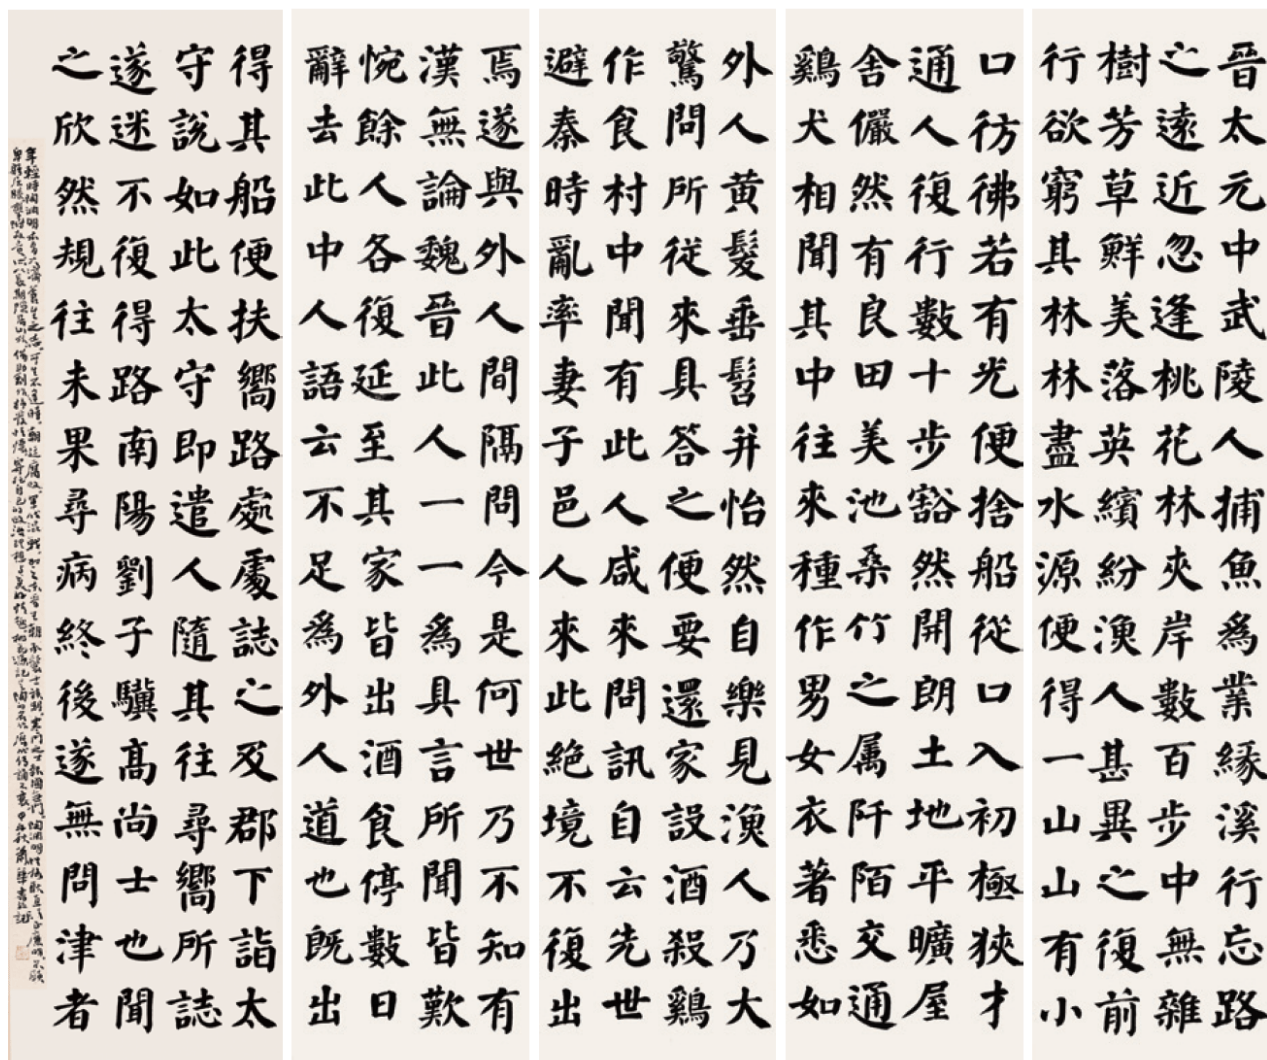 晉太元中武陵人捕魚爲業緣溪行忘路
之遠近忽逢桃花林夾岸數百步中無雜
樹芳草鮮美落英繽紛漁人甚異之復前
行欲窮其林林盡水源便得一山山有小
口彷彿若有光便捨船從口入初極狹才
通人復行數十步豁然開朗土地平曠屋
舍儼然有良田美池桑竹之属阡陌交通
鷄犬相聞其中往來種作男女衣著悉如
外人黄髮垂髫并怡然自樂見漁人乃大
驚問所從來具答之便要還家設酒殺鷄
作食村中聞有此人咸來問訊自云先世
避秦時亂率妻子邑人來此絶境不復出
焉遂與外人間隔問今是何世乃不知有
漢無論魏晉此人一一爲具言所聞皆歎
惋餘人各復延至其家皆出酒食停數日
辭去此中人語云不足爲外人道也既出
得其船便扶嚮路處處誌之及郡下詣太
守説如此太守即遣人隨其往尋嚮所誌
遂迷不復得路南陽劉子驥高尚士也聞
之欣然規往未果尋病終後遂無問津者